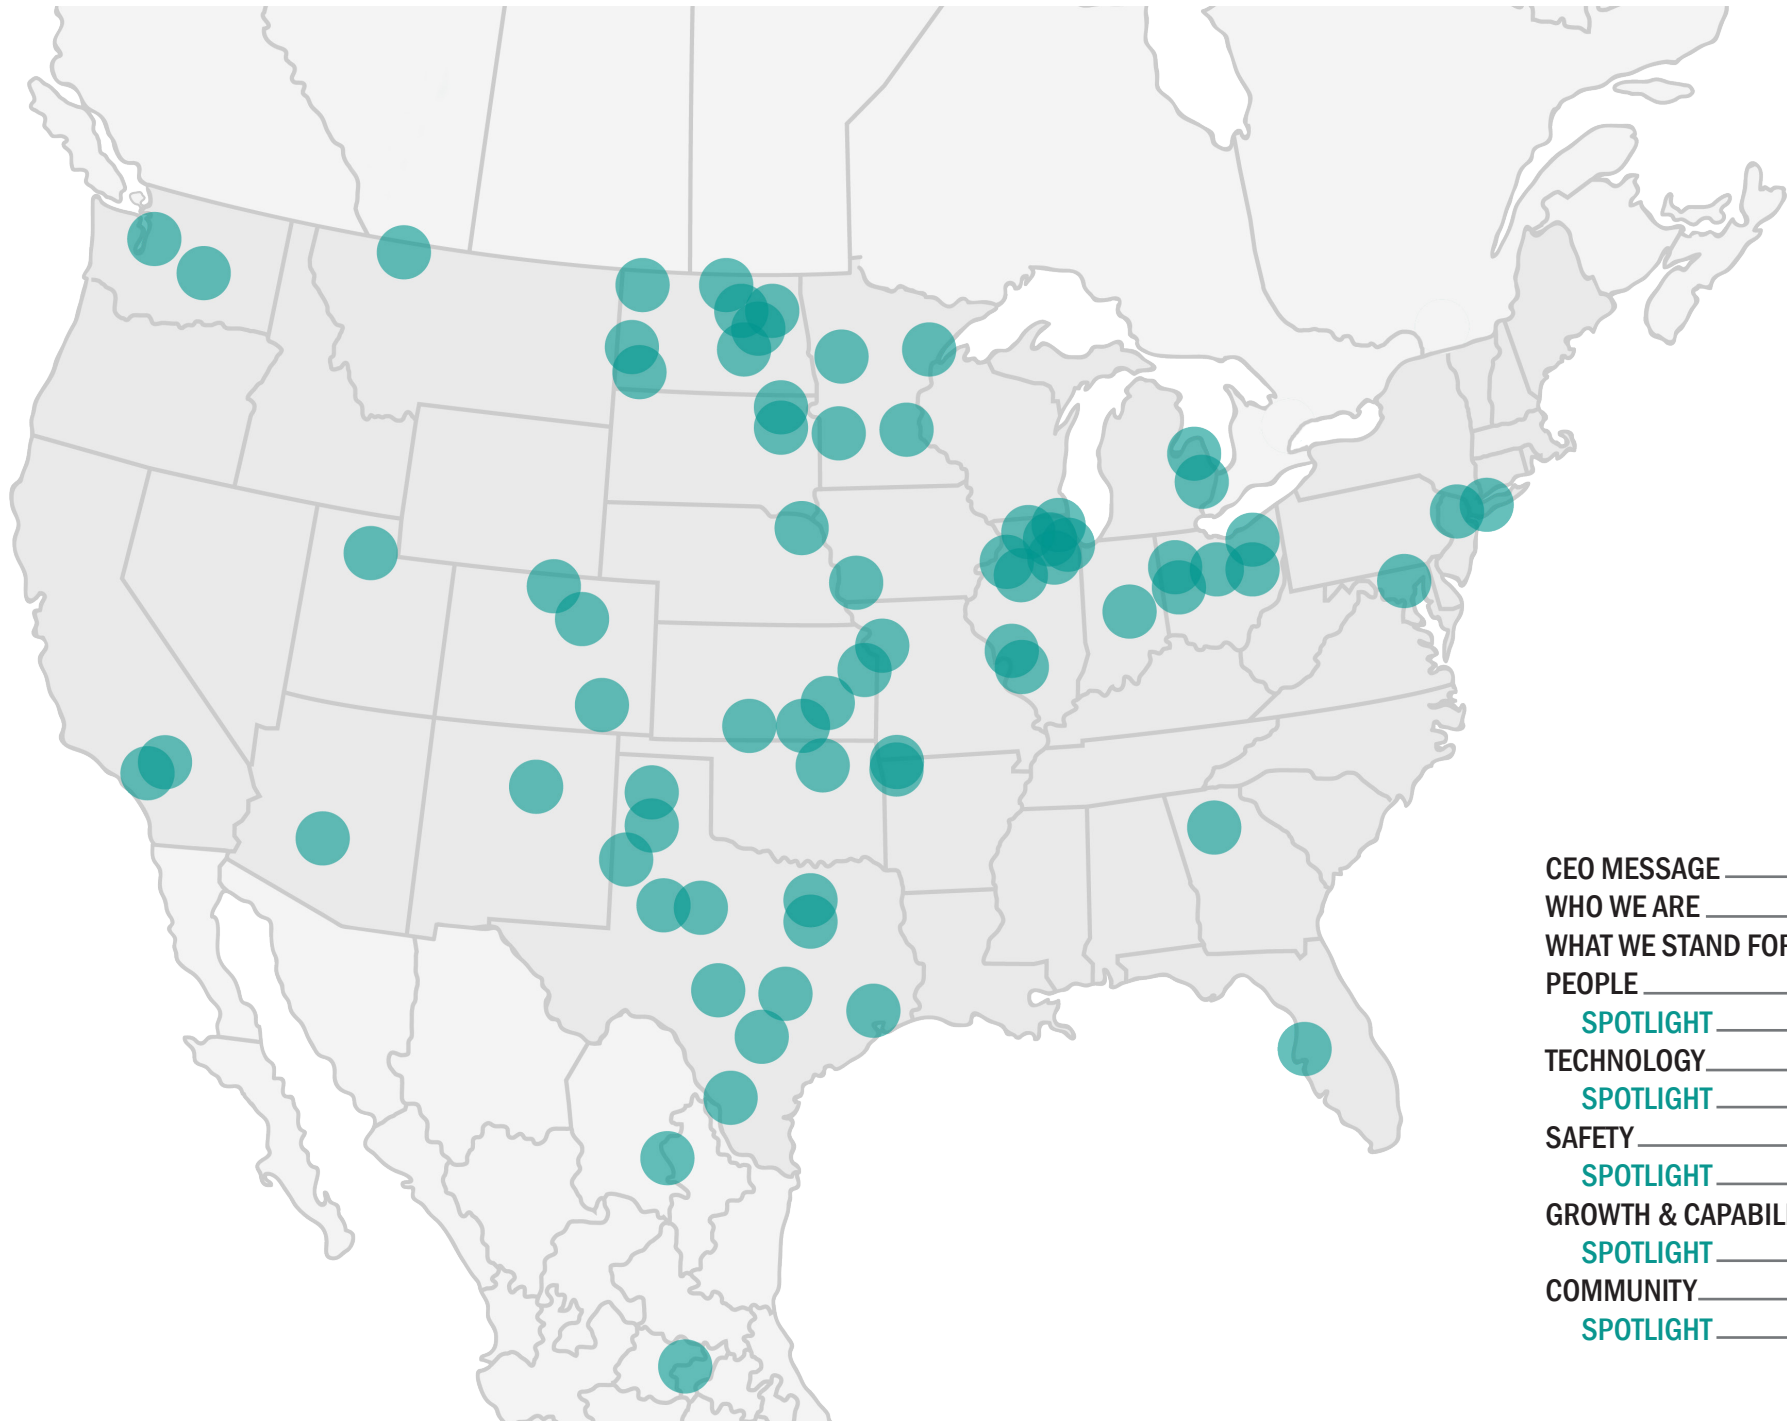 CEO MESSAGE
WHO WE ARE
WHAT WE STAND FOR
PEOPLE
SPOTLIGHT
TECHNOLOGY
SPOTLIGHT
SAFETY
SPOTLIGHT
GROWTH & CAPABILI
SPOTLIGHT
COMMUNITY
SPOTLIGHT